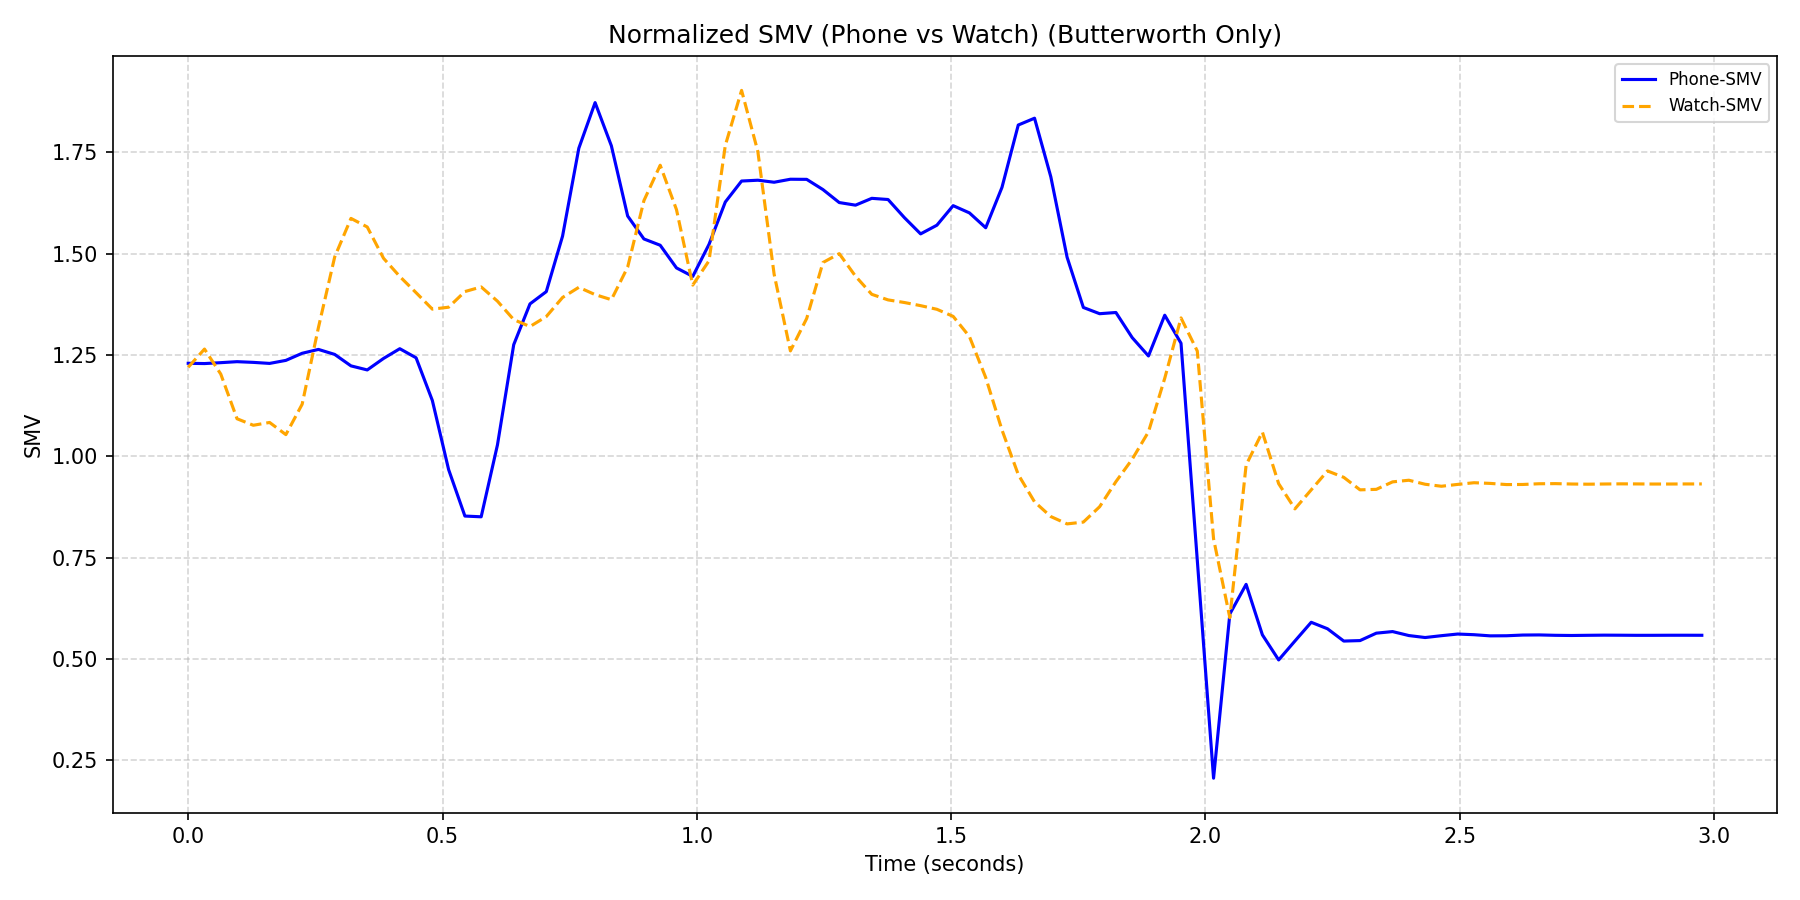 Normalized SMV (Phone vs Watch) (Butterworth Only)
Phone-SMV
Watch-SMV
1.75
1.50
1.25
1.00
0.75
0.50
0.25
SMV
0.0 0.5 1.0 1.5 2.0 2.5 3.0
Time (seconds)